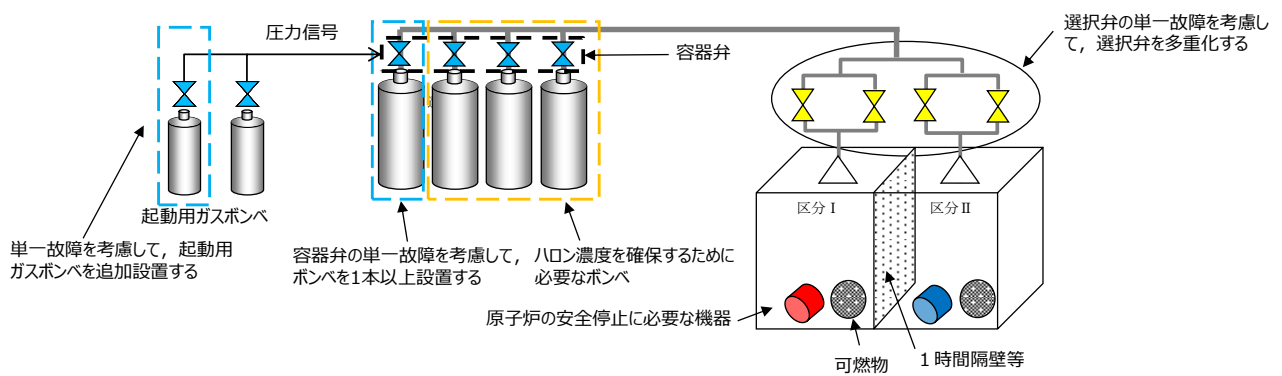 圧力信号
容器弁
選択弁の単一故障を考慮し
て，選択弁を多重化する
起動用ガスボンベ
単一故障を考慮して，起動用
ガスボンベを追加設置する
容器弁の単一故障を考慮して，
ボンベを1本以上設置する
ハロン濃度を確保するために
必要なボンベ
区分Ⅰ
区分Ⅱ
原子炉の安全停止に必要な機器
可燃物
１時間隔壁等